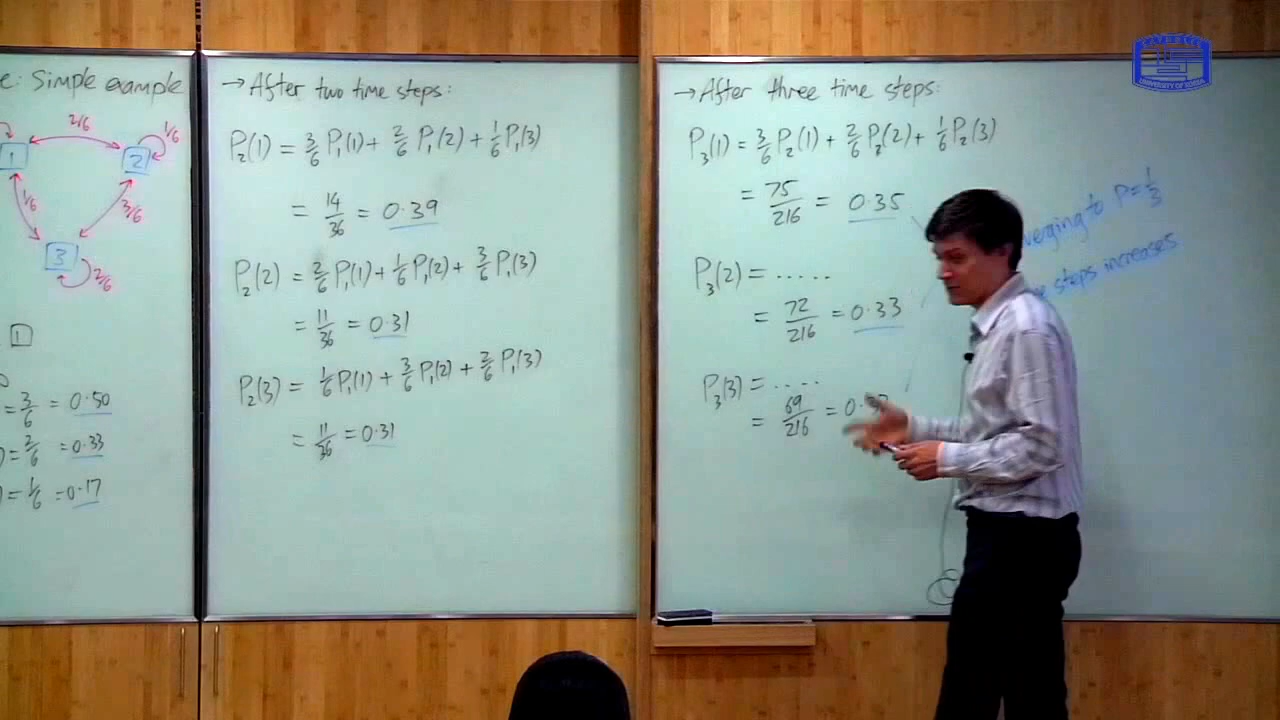 e: Simple example
2/6
1/6
1
2
1/6
3/6
3
2/6
1
= 3/6 = 0.50
) = 2/6 = 0.33
) = 1/6 = 0.17
→ After two time steps:
P₂(1) = 3/6 P₁(1) + 2/6 P₁(2) + 1/6 P₁(3)
= 14/36 = 0.39
P₂(2) = 2/6 P₁(1) + 1/6 P₁(2) + 3/6 P₁(3)
= 11/36 = 0.31
P₂(3) = 1/6 P₁(1) + 3/6 P₁(2) + 2/6 P₁(3)
= 11/36 = 0.31
→ After three time steps:
P₃(1) = 3/6 P₂(1) + 2/6 P₂(2) + 1/6 P₂(3)
= 75/216 = 0.35
P₃(2) = .....
= 72/216 = 0.33
P₃(3) = .....
= 69/216 = 0.
verging to P = 1/3
steps increases